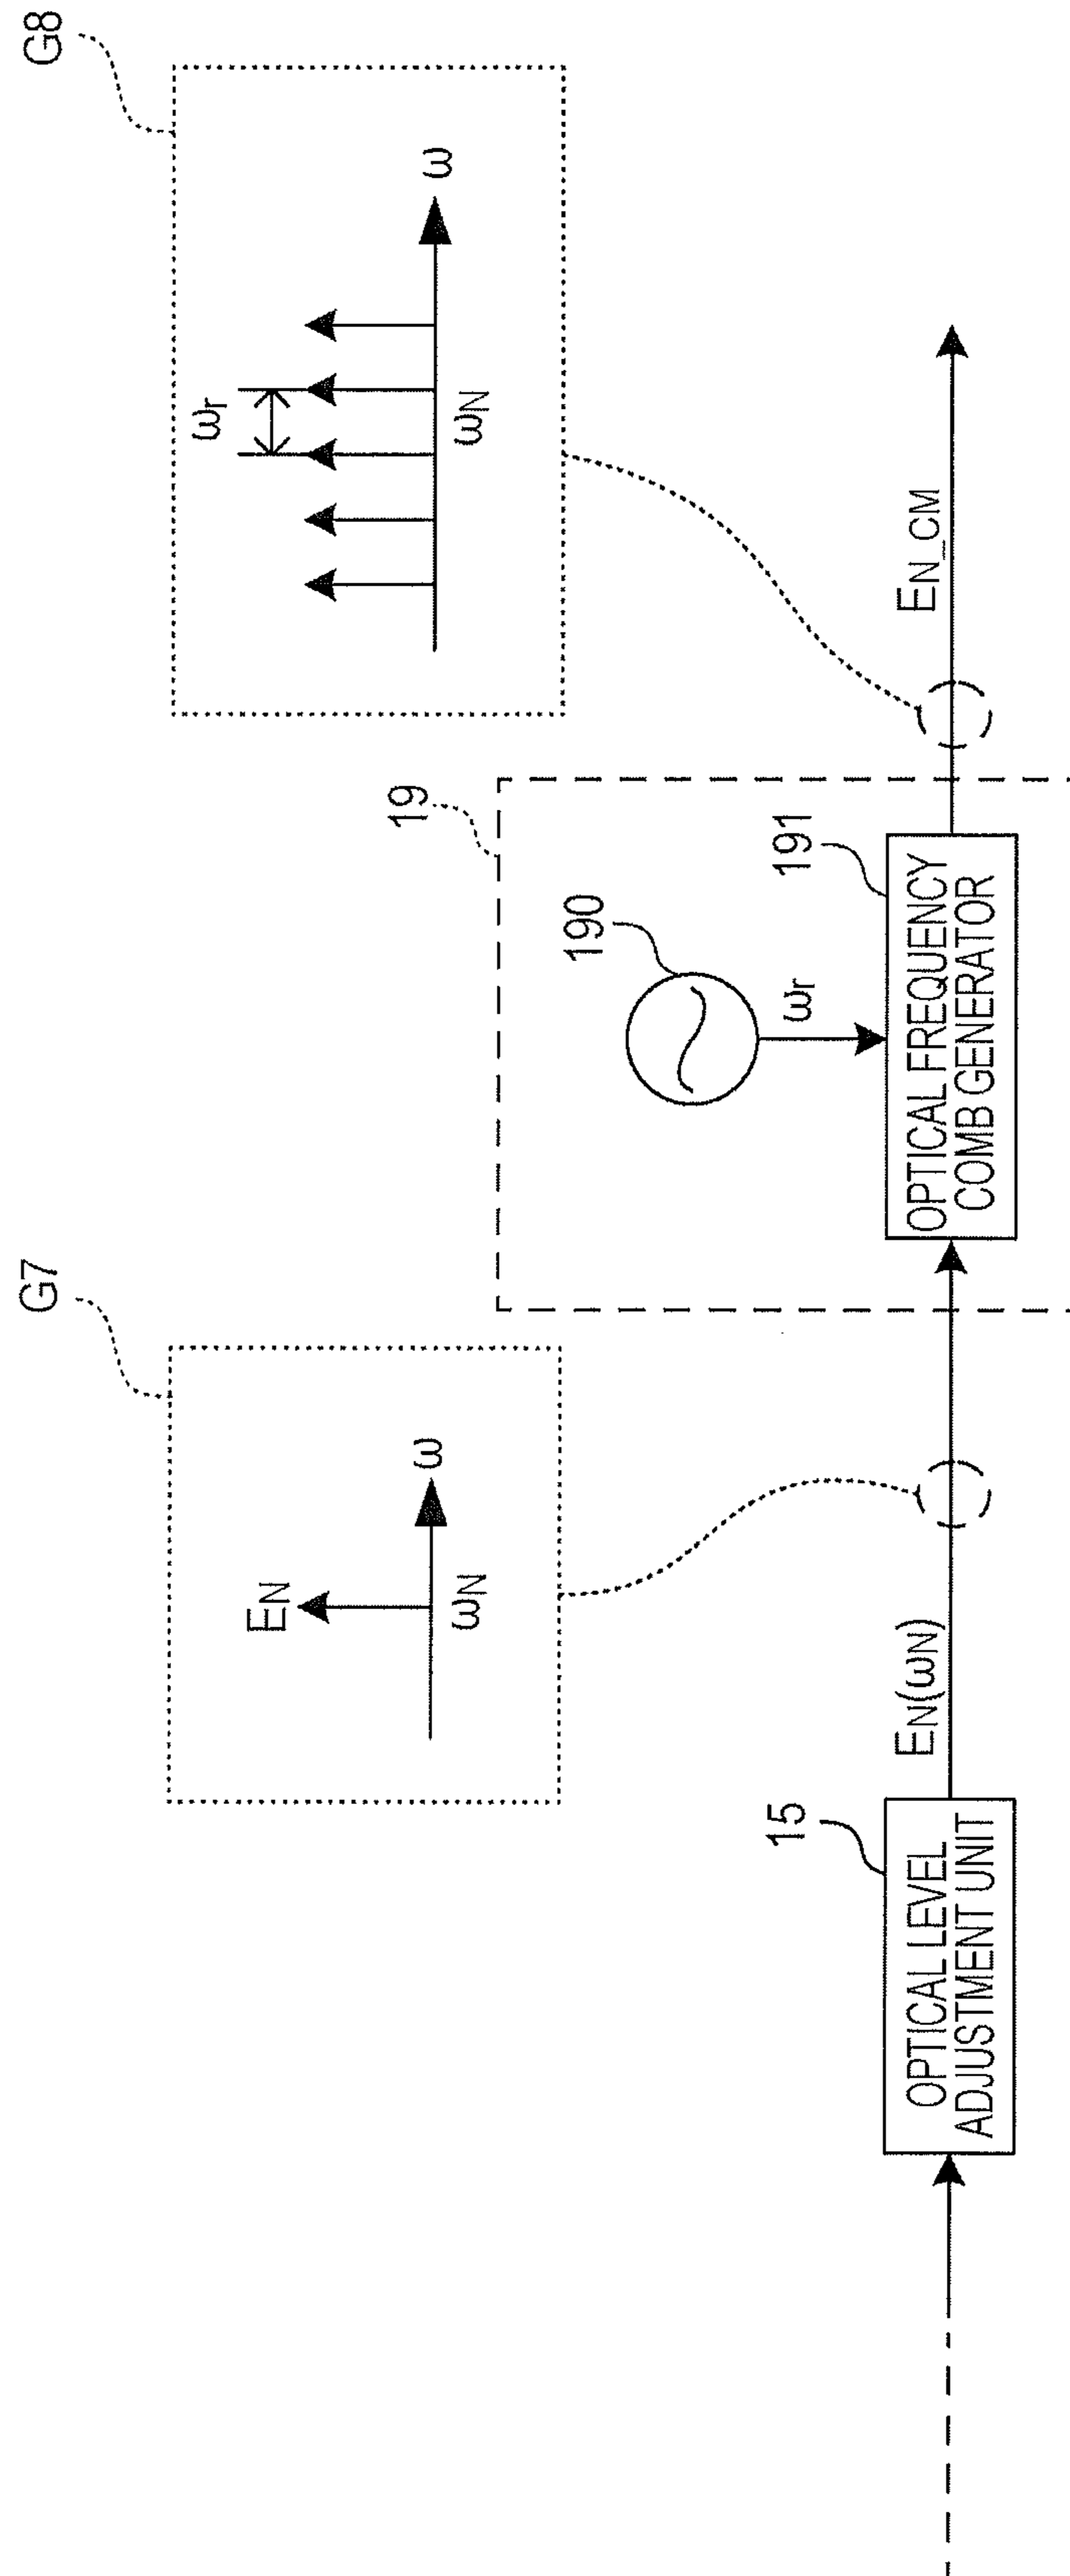 G7
G8
EN
ω
ωN
ωr
ω
ωN
19
190
ωr
191
15
OPTICAL LEVEL
ADJUSTMENT UNIT
EN(ωN)
OPTICAL FREQUENCY
COMB GENERATOR
EN_CM